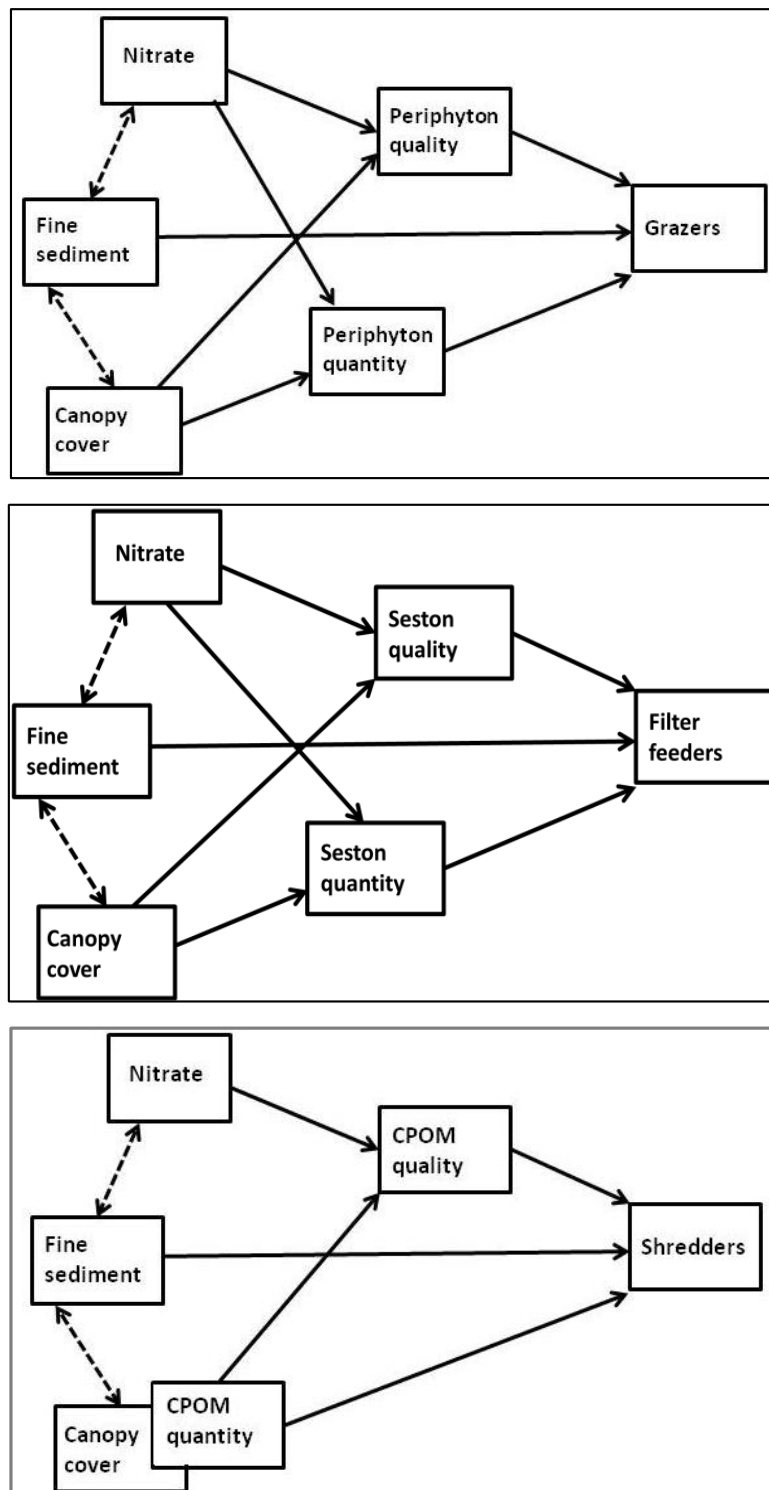 Nitrate
Periphyton
quality
Fine
sediment
Grazers
Periphyton
quantity
Canopy
cover
Nitrate
Seston
quality
Fine
sediment
Filter
feeders
Seston
quantity
Canopy
cover
Nitrate
CPOM
quality
Fine
sediment
Shredders
CPOM
quantity
Canopy
cover